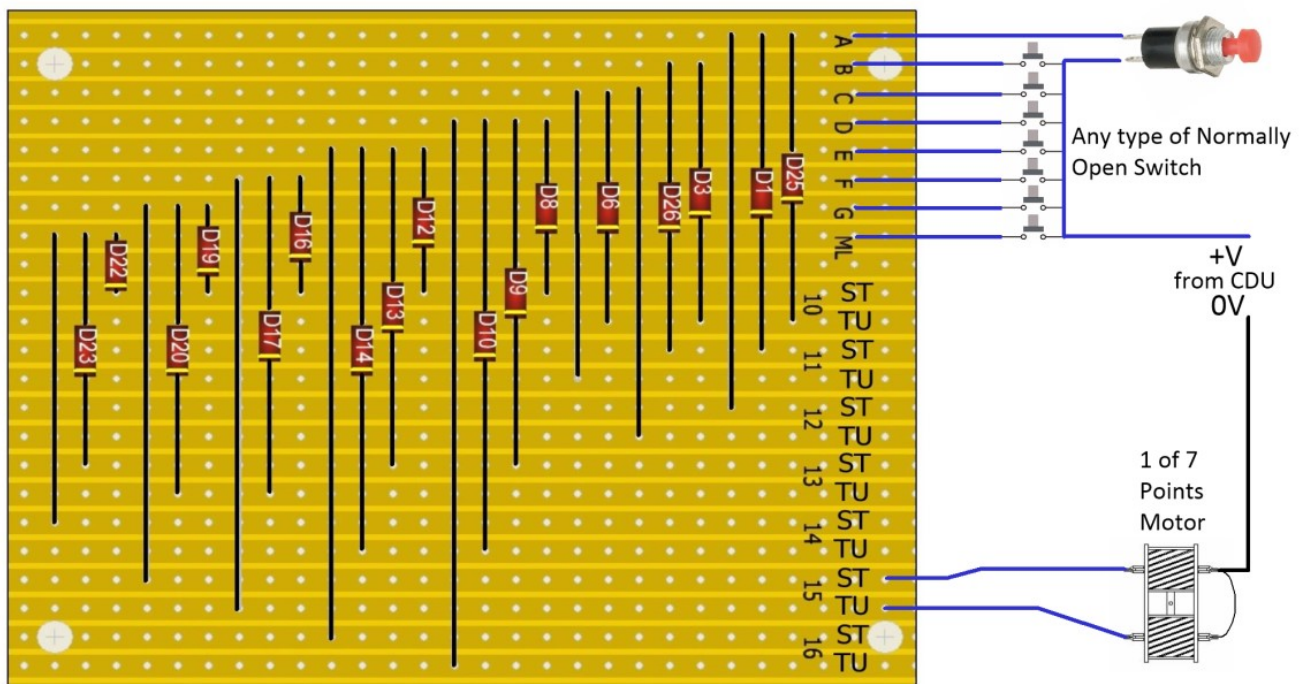 A
B
C
D
E
F
G
ML
10 ST
TU
11 ST
TU
12 ST
TU
13 ST
TU
14 ST
TU
15 ST
TU
16 ST
TU
D22
D23
D19
D20
D16
D17
D12
D13
D14
D8
D9
D10
D6
D26
D3
D1
D25
Any type of Normally
Open Switch
+V
from CDU
0V
1 of 7
Points
Motor